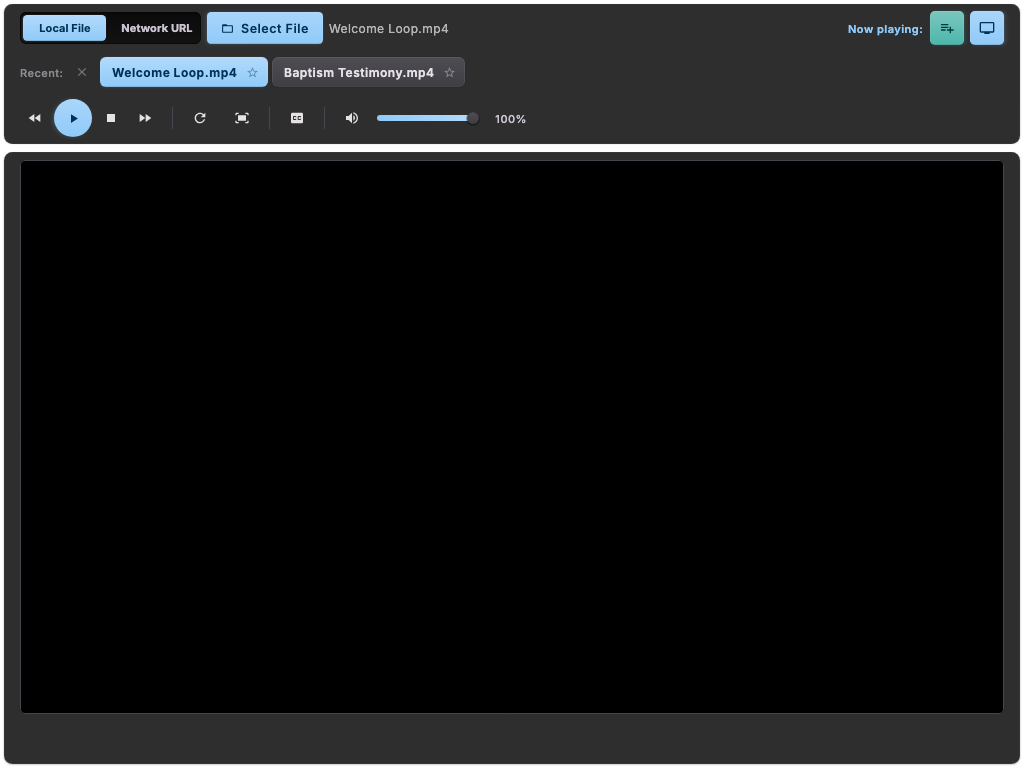 Local File Network URL Select File Welcome Loop.mp4 Now playing:
Recent: Welcome Loop.mp4 ☆ Baptism Testimony.mp4 ☆
CC 100%